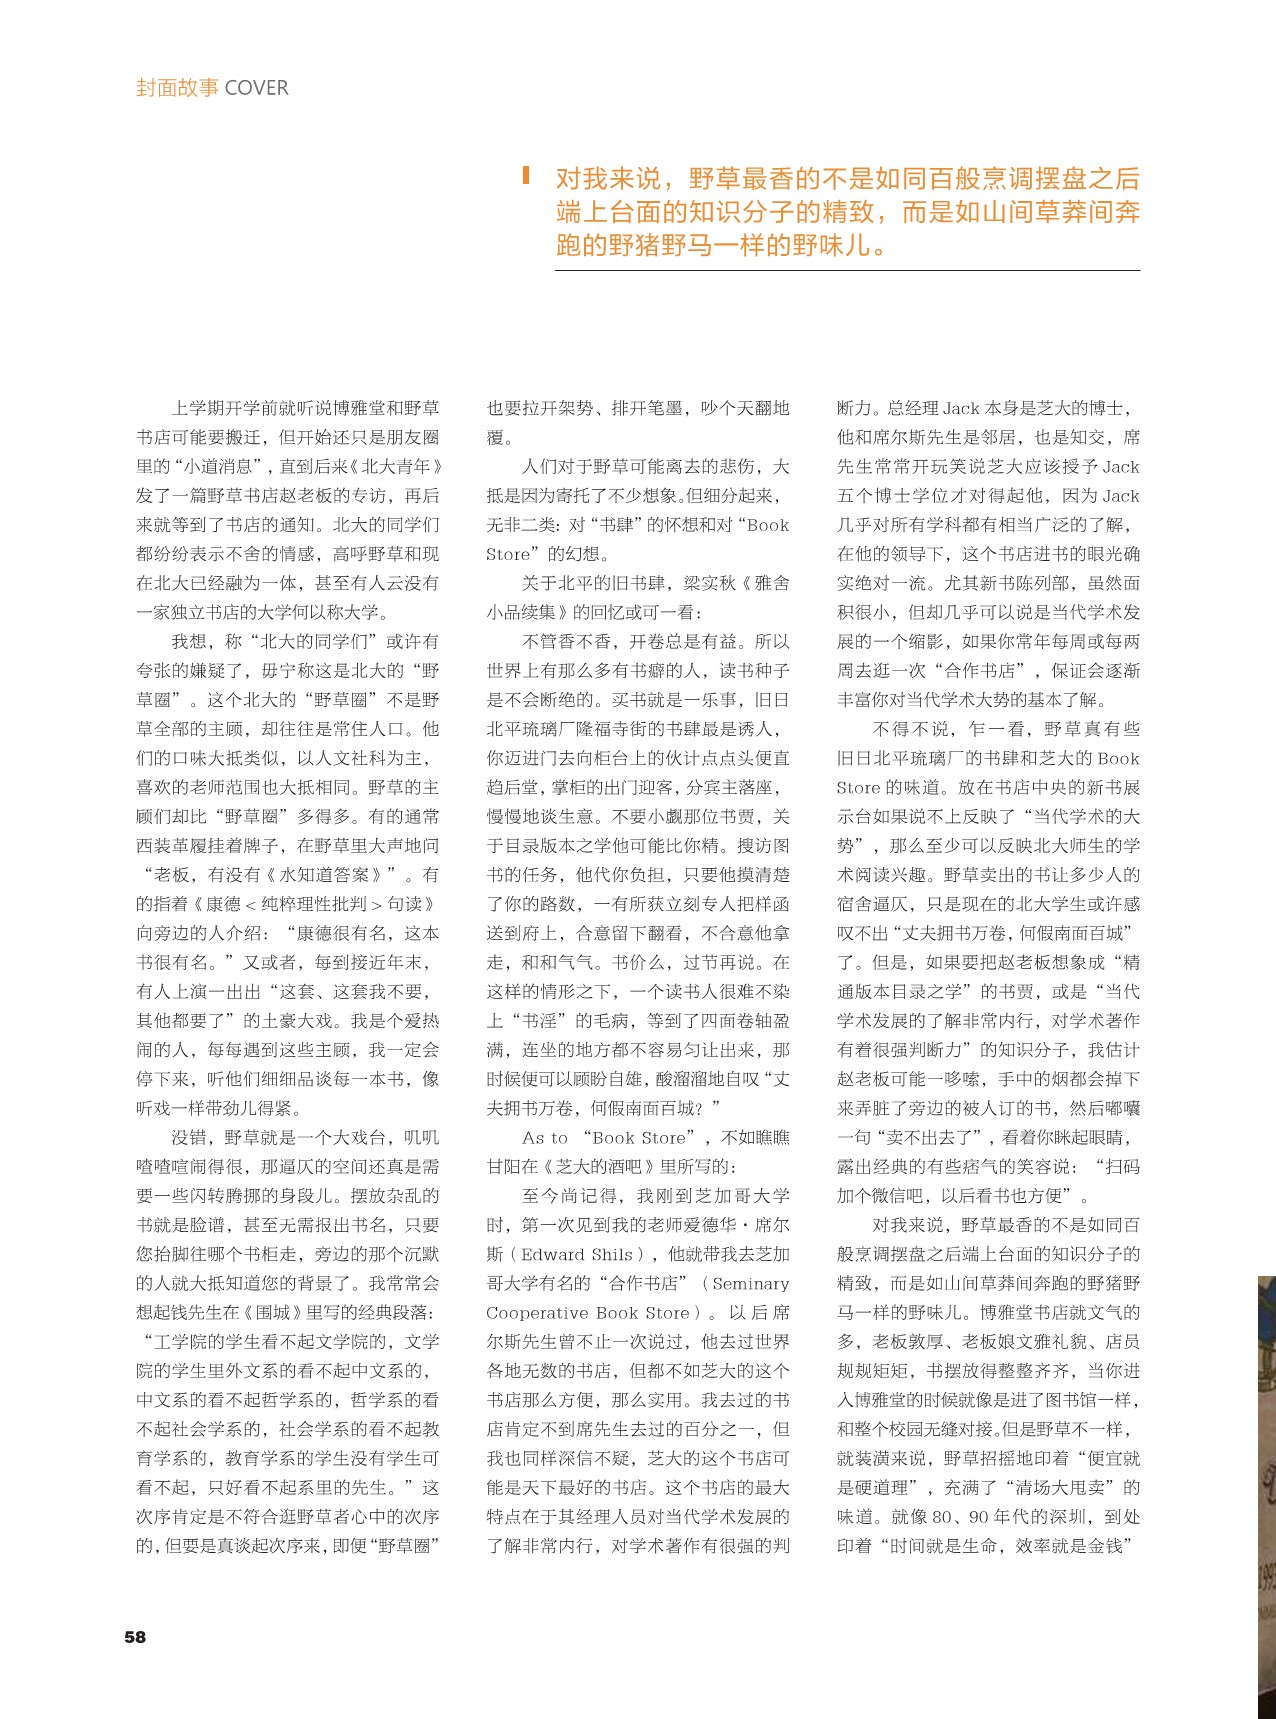 封面故事 COVER
对我来说，野草最香的不是如同百般烹调摆盘之后
端上台面的知识分子的精致，而是如山间草莽间奔
跑的野猪野马一样的野味儿。
上学期开学前就听说博雅堂和野草
书店可能要搬迁，但开始还只是朋友圈
里的“小道消息”，直到后来《北大青年》
发了一篇野草书店赵老板的专访，再后
来就等到了书店的通知。北大的同学们
都纷纷表示不舍的情感，高呼野草和现
在北大已经融为一体，甚至有人云没有
一家独立书店的大学何以称大学。
我想，称“北大的同学们”或许有
夸张的嫌疑了，毋宁称这是北大的“野
草圈”。这个北大的“野草圈”不是野
草全部的主顾，却往往是常住人口。他
们的口味大抵类似，以人文社科为主，
喜欢的老师范围也大抵相同。野草的主
顾们却比“野草圈”多得多。有的通常
西装革履挂着牌子，在野草里大声地问
“老板，有没有《水知道答案》”。有
的指着《康德<纯粹理性批判>句读》
向旁边的人介绍：“康德很有名，这本
书很有名。”又或者，每到接近年末，
有人上演一出出“这套、这套我不要，
其他都要了”的土豪大戏。我是个爱热
闹的人，每每遇到这些主顾，我一定会
停下来，听他们细细品谈每一本书，像
听戏一样带劲儿得紧。
没错，野草就是一个大戏台，叽叽
喳喳喧闹得很，那逼仄的空间还真是需
要一些闪转腾挪的身段儿。摆放杂乱的
书就是脸谱，甚至无需报出书名，只要
您抬脚往哪个书柜走，旁边的那个沉默
的人就大抵知道您的背景了。我常常会
想起钱先生在《围城》里写的经典段落：
“工学院的学生看不起文学院的，文学
院的学生里外文系的看不起中文系的，
中文系的看不起哲学系的，哲学系的看
不起社会学系的，社会学系的看不起教
育学系的，教育学系的学生没有学生可
看不起，只好看不起系里的先生。”这
次序肯定是不符合逛野草者心中的次序
的，但要是真谈起次序来，即便“野草圈”
也要拉开架势、排开笔墨，吵个天翻地
覆。
人们对于野草可能离去的悲伤，大
抵是因为寄托了不少想象。但细分起来，
无非二类：对“书肆”的怀想和对“Book
Store”的幻想。
关于北平的旧书肆，梁实秋《雅舍
小品续集》的回忆或可一看：
不管香不香，开卷总是有益。所以
世界上有那么多有书癖的人，读书种子
是不会断绝的。买书就是一乐事，旧日
北平琉璃厂隆福寺街的书肆最是诱人，
你迈进门去向柜台上的伙计点点头便直
趋后堂，掌柜的出门迎客，分宾主落座，
慢慢地谈生意。不要小觑那位书贾，关
于目录版本之学他可能比你精。搜访图
书的任务，他代你负担，只要他摸清楚
了你的路数，一有所获立刻专人把样函
送到府上，合意留下翻看，不合意他拿
走，和和气气。书价么，过节再说。在
这样的情形之下，一个读书人很难不染
上“书淫”的毛病，等到了四面卷轴盈
满，连坐的地方都不容易匀让出来，那
时候便可以顾盼自雄，酸溜溜地自叹“丈
夫拥书万卷，何假南面百城？”
As to “Book Store”，不如瞧瞧
甘阳在《芝大的酒吧》里所写的：
至今尚记得，我刚到芝加哥大学
时，第一次见到我的老师爱德华·席尔
斯（Edward Shils），他就带我去芝加
哥大学有名的“合作书店”（Seminary
Cooperative Book Store）。以后席
尔斯先生曾不止一次说过，他去过世界
各地无数的书店，但都不如芝大的这个
书店那么方便，那么实用。我去过的书
店肯定不到席先生去过的百分之一，但
我也同样深信不疑，芝大的这个书店可
能是天下最好的书店。这个书店的最大
特点在于其经理人员对当代学术发展的
了解非常内行，对学术著作有很强的判
断力。总经理Jack本身是芝大的博士，
他和席尔斯先生是邻居，也是知交，席
先生常常开玩笑说芝大应该授予Jack
五个博士学位才对得起他，因为Jack
几乎对所有学科都有相当广泛的了解，
在他的领导下，这个书店进书的眼光确
实绝对一流。尤其新书陈列部，虽然面
积很小，但却几乎可以说是当代学术发
展的一个缩影，如果你常年每周或每两
周去逛一次“合作书店”，保证会逐渐
丰富你对当代学术大势的基本了解。
不得不说，乍一看，野草真有些
旧日北平琉璃厂的书肆和芝大的Book
Store的味道。放在书店中央的新书展
示台如果说不上反映了“当代学术的大
势”，那么至少可以反映北大师生的学
术阅读兴趣。野草卖出的书让多少人的
宿舍逼仄，只是现在的北大学生或许感
叹不出“丈夫拥书万卷，何假南面百城”
了。但是，如果要把赵老板想象成“精
通版本目录之学”的书贾，或是“当代
学术发展的了解非常内行，对学术著作
有着很强判断力”的知识分子，我估计
赵老板可能一哆嗦，手中的烟都会掉下
来弄脏了旁边的被人订的书，然后嘟囔
一句“卖不出去了”，看着你眯起眼睛，
露出经典的有些痞气的笑容说：“扫码
加个微信吧，以后看书也方便”。
对我来说，野草最香的不是如同百
般烹调摆盘之后端上台面的知识分子的
精致，而是如山间草莽间奔跑的野猪野
马一样的野味儿。博雅堂书店就文气的
多，老板敦厚、老板娘文雅礼貌、店员
规规矩矩，书摆放得整整齐齐，当你进
入博雅堂的时候就像是进了图书馆一样，
和整个校园无缝对接。但是野草不一样，
就装潢来说，野草招摇地印着“便宜就
是硬道理”，充满了“清场大甩卖”的
味道。就像80、90年代的深圳，到处
印着“时间就是生命，效率就是金钱”
58